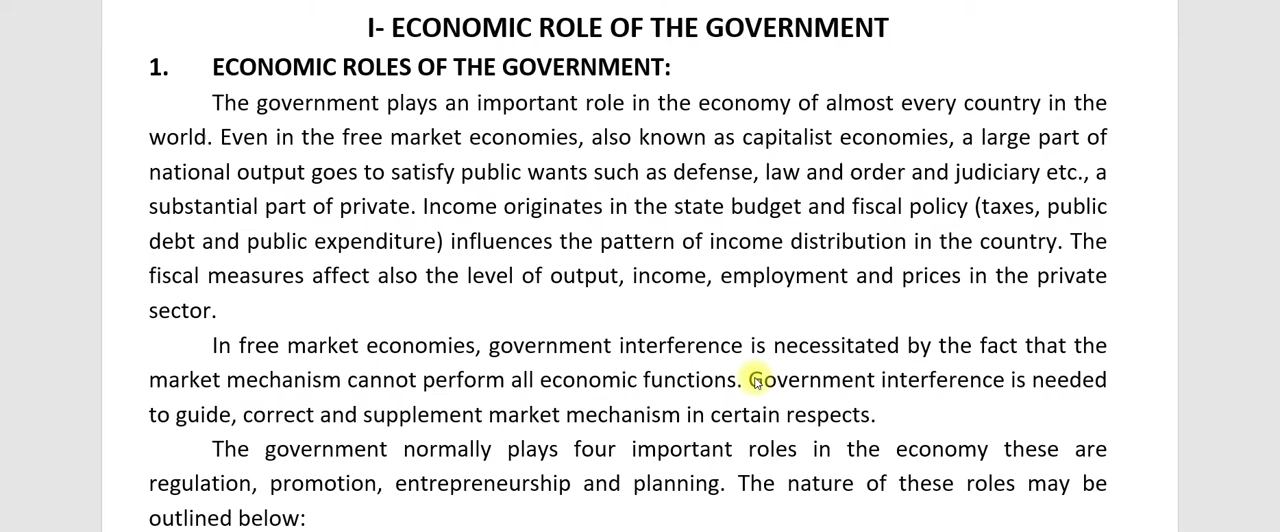 I- ECONOMIC ROLE OF THE GOVERNMENT
1. ECONOMIC ROLES OF THE GOVERNMENT:
The government plays an important role in the economy of almost every country in the
world. Even in the free market economies, also known as capitalist economies, a large part of
national output goes to satisfy public wants such as defense, law and order and judiciary etc., a
substantial part of private. Income originates in the state budget and fiscal policy (taxes, public
debt and public expenditure) influences the pattern of income distribution in the country. The
fiscal measures affect also the level of output, income, employment and prices in the private
sector.
In free market economies, government interference is necessitated by the fact that the
market mechanism cannot perform all economic functions. Government interference is needed
to guide, correct and supplement market mechanism in certain respects.
The government normally plays four important roles in the economy these are
regulation, promotion, entrepreneurship and planning. The nature of these roles may be
outlined below: